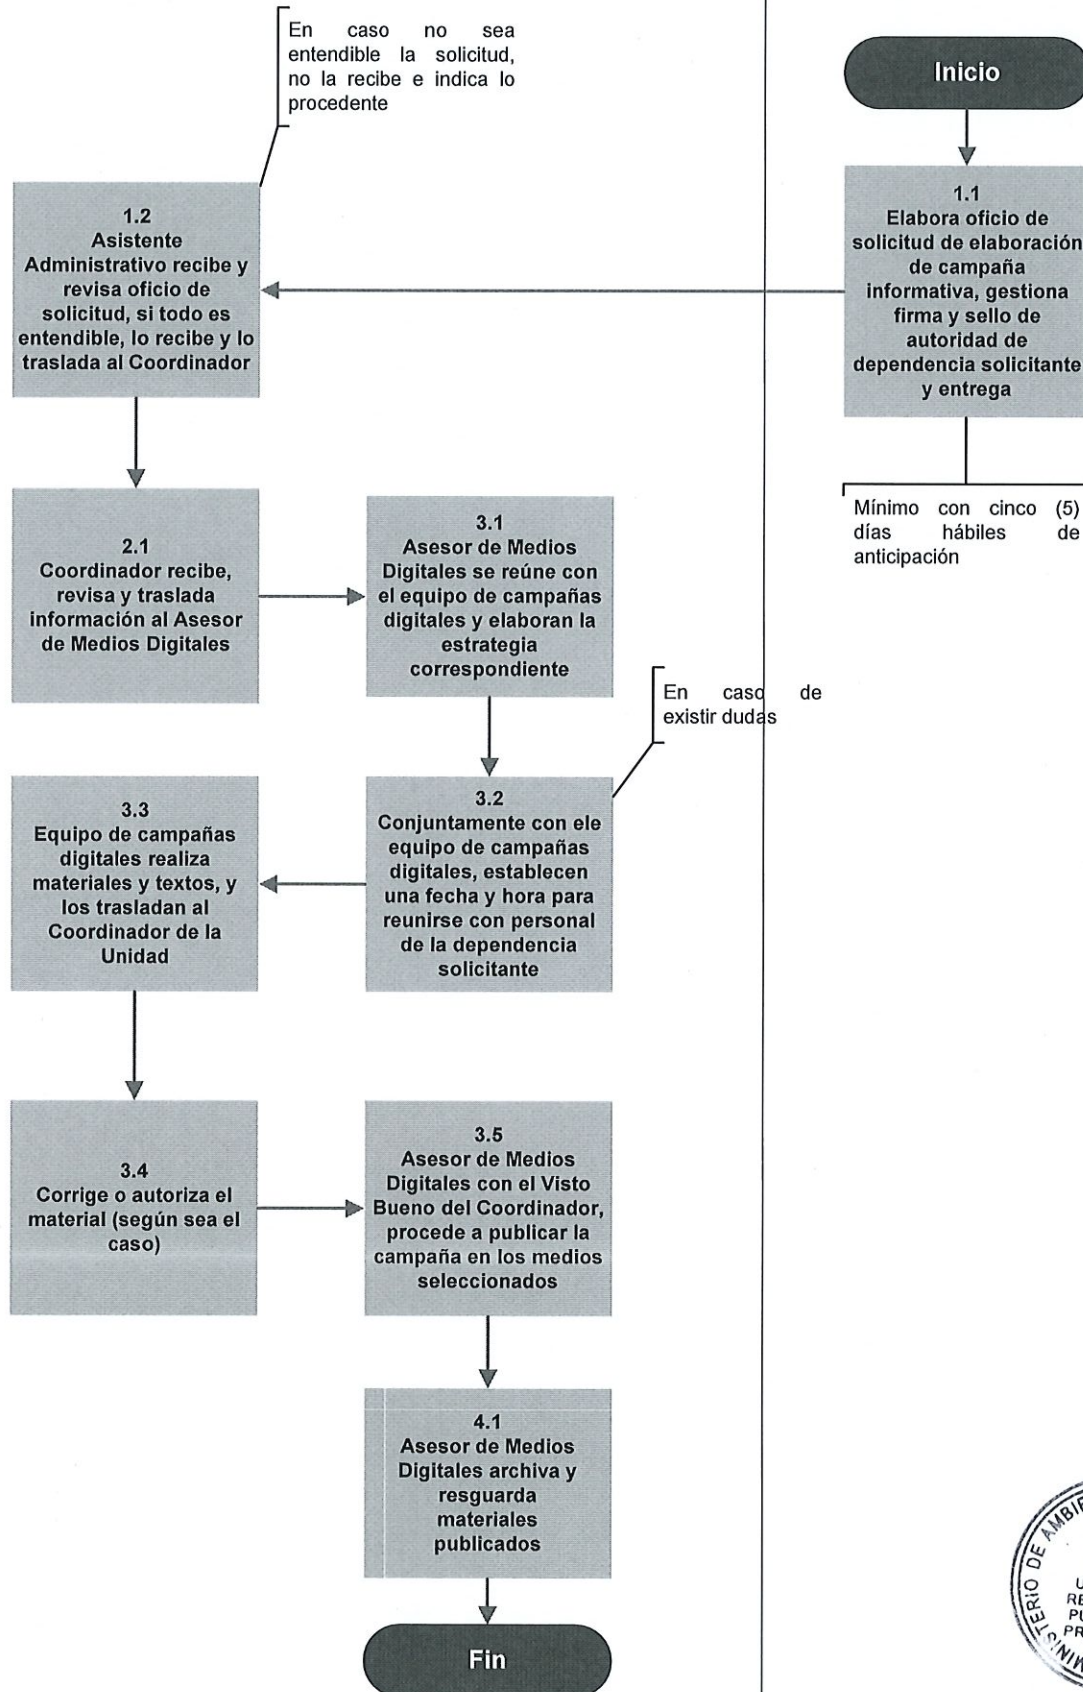 En caso no sea
entendible la solicitud,
no la recibe e indica lo
procedente
Inicio
1.1
Elabora oficio de
solicitud de elaboración
de campaña
informativa, gestiona
firma y sello de
autoridad de
dependencia solicitante
y entrega
Mínimo con cinco (5)
días hábiles de
anticipación
1.2
Asistente
Administrativo recibe y
revisa oficio de
solicitud, si todo es
entendible, lo recibe y lo
traslada al Coordinador
2.1
Coordinador recibe,
revisa y traslada
información al Asesor
de Medios Digitales
3.1
Asesor de Medios
Digitales se reúne con
el equipo de campañas
digitales y elaboran la
estrategia
correspondiente
En caso de
existir dudas
3.2
Conjuntamente con ele
equipo de campañas
digitales, establecen
una fecha y hora para
reunirse con personal
de la dependencia
solicitante
3.3
Equipo de campañas
digitales realiza
materiales y textos, y
los trasladan al
Coordinador de la
Unidad
3.4
Corrige o autoriza el
material (según sea el
caso)
3.5
Asesor de Medios
Digitales con el Visto
Bueno del Coordinador,
procede a publicar la
campaña en los medios
seleccionados
4.1
Asesor de Medios
Digitales archiva y
resguarda
materiales
publicados
Fin
DE